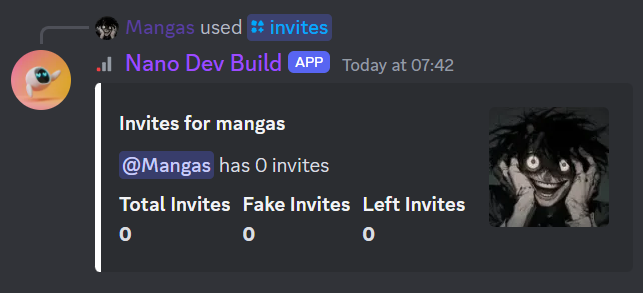 Mangas used invites
Nano Dev Build APP Today at 07:42
Invites for mangas
@Mangas has 0 invites
Total Invites Fake Invites Left Invites
0 0 0